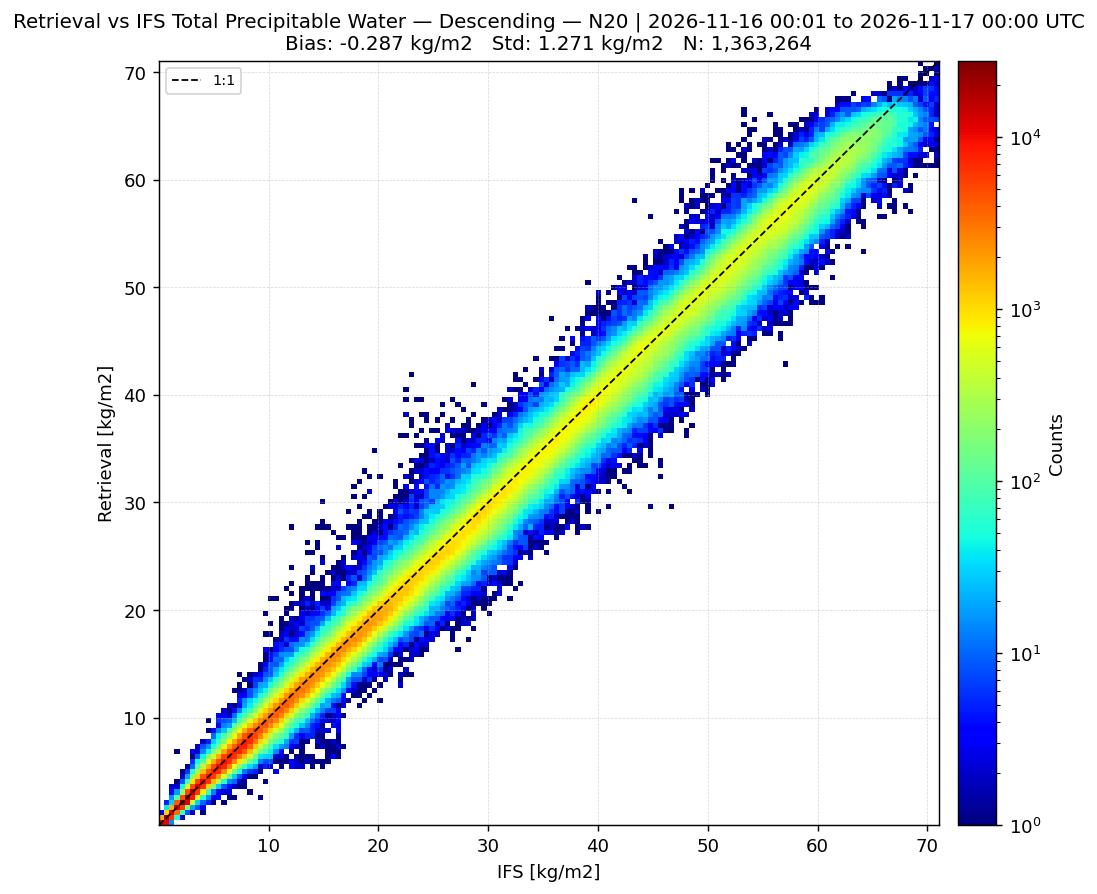 Retrieval vs IFS Total Precipitable Water — Descending — N20 | 2026-11-16 00:01 to 2026-11-17 00:00 UTC
Bias: -0.287 kg/m2   Std: 1.271 kg/m2   N: 1,363,264
1:1
70
60
50
40
30
20
10
Retrieval [kg/m2]
10 20 30 40 50 60 70
IFS [kg/m2]
10^4
10^3
10^2
10^1
10^0
Counts